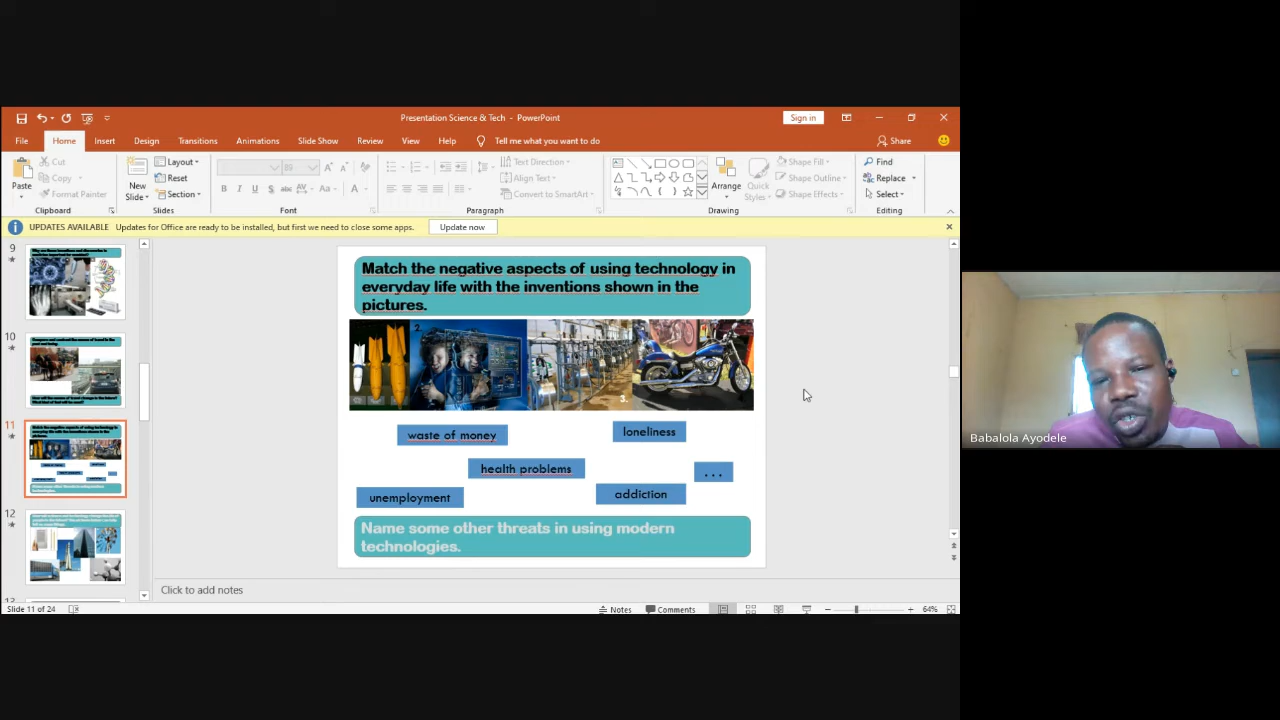 Presentation Science & Tech - PowerPoint
Sign in
File Home Insert Design Transitions Animations Slide Show Review View Help Tell me what you want to do
Share
Paste
Cut
Copy
Format Painter
Clipboard
New Slide
Layout
Reset
Section
Slides
B I U S abc AV Aa A
Font
Paragraph
Text Direction
Align Text
Convert to SmartArt
Arrange
Quick Styles
Shape Fill
Shape Outline
Shape Effects
Drawing
Find
Replace
Select
Editing
UPDATES AVAILABLE Updates for Office are ready to be installed, but first we need to close some apps. Update now
9
10
11
12
Match the negative aspects of using technology in
everyday life with the inventions shown in the
pictures.
2.
3.
waste of money
loneliness
health problems
...
unemployment
addiction
Name some other threats in using modern
technologies.
Click to add notes
Slide 11 of 24
Notes Comments 64%
Babalola Ayodele